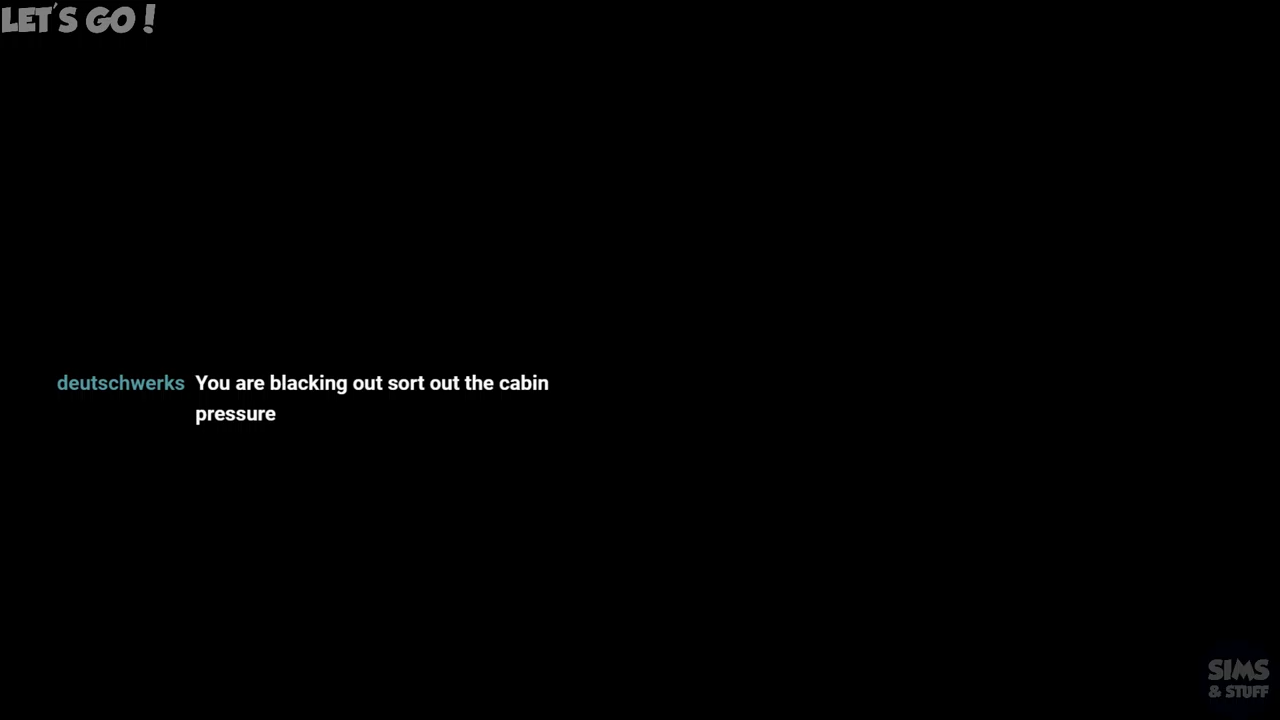 LET'S GO!
deutschwerks You are blacking out sort out the cabin
pressure
SIMS
& STUFF